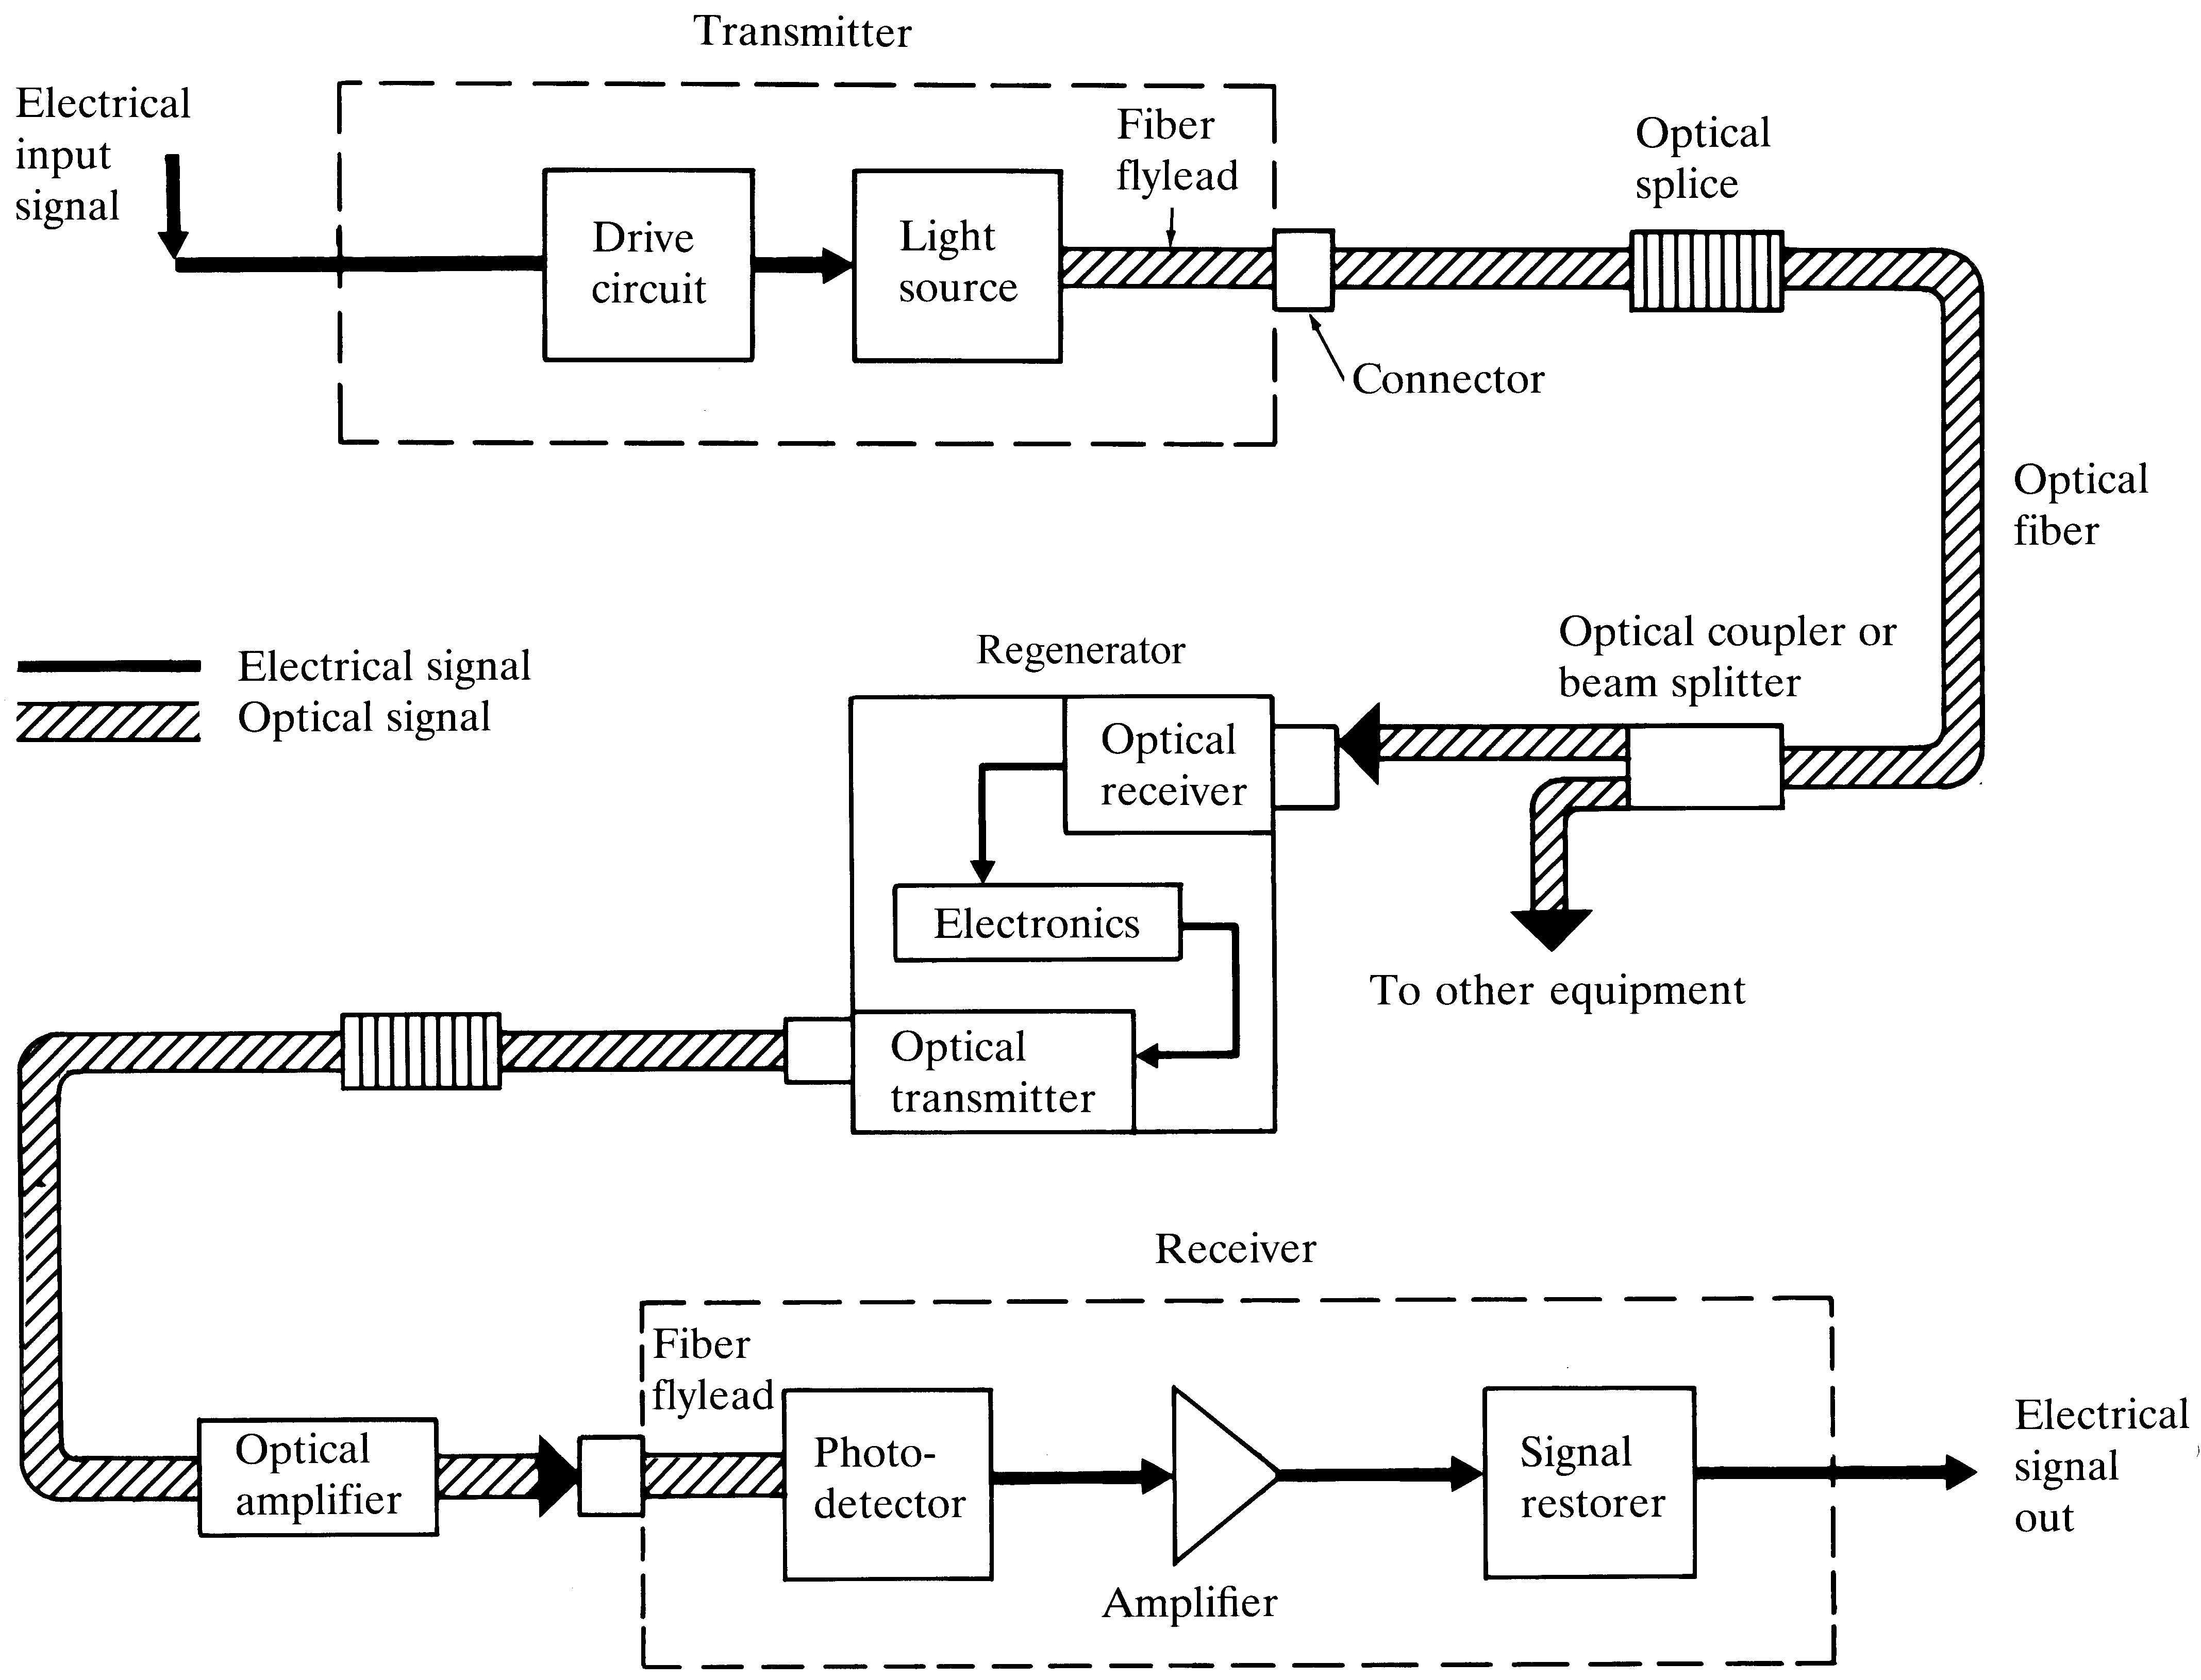 Transmitter
Electrical
input
signal
Drive
circuit
Light
source
Fiber
flylead
Connector
Optical
splice
Optical
fiber
Electrical signal
Optical signal
Regenerator
Optical
receiver
Electronics
Optical
transmitter
Optical coupler or
beam splitter
To other equipment
Receiver
Optical
amplifier
Fiber
flylead
Photo-
detector
Amplifier
Signal
restorer
Electrical
signal
out